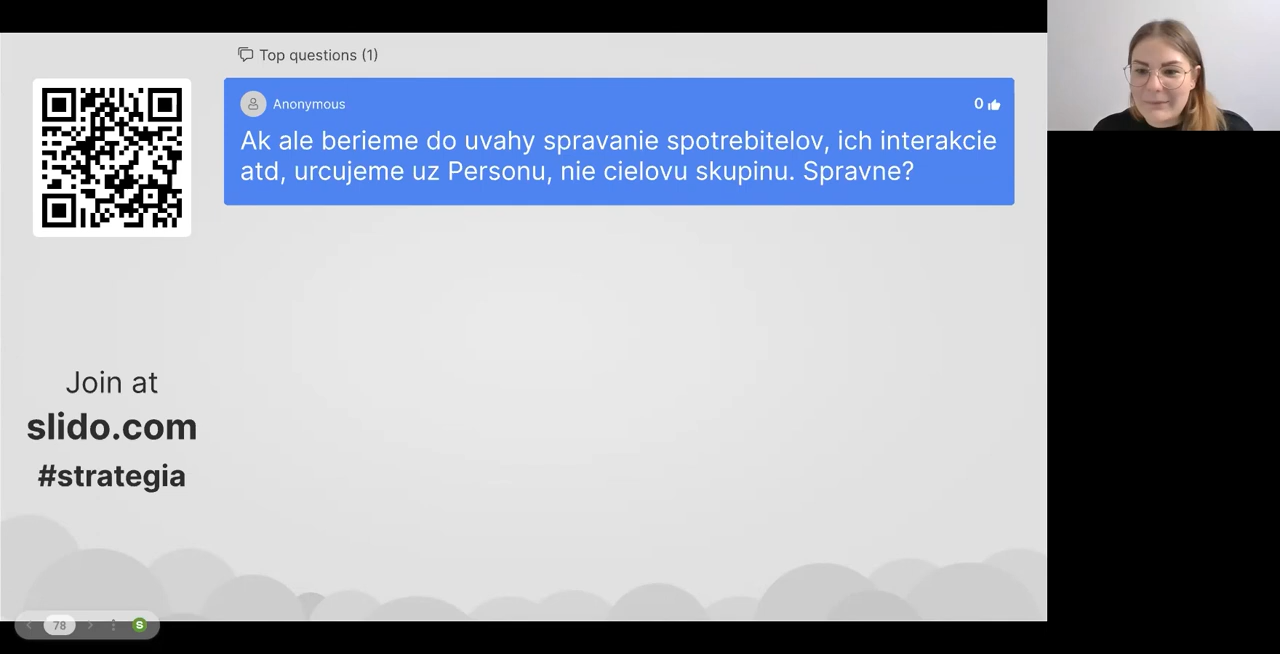 Top questions (1)
Anonymous
0
Ak ale berieme do uvahy spravanie spotrebitelov, ich interakcie
atd, urcujeme uz Personu, nie cielovu skupinu. Spravne?
Join at
slido.com
#strategia
78
S